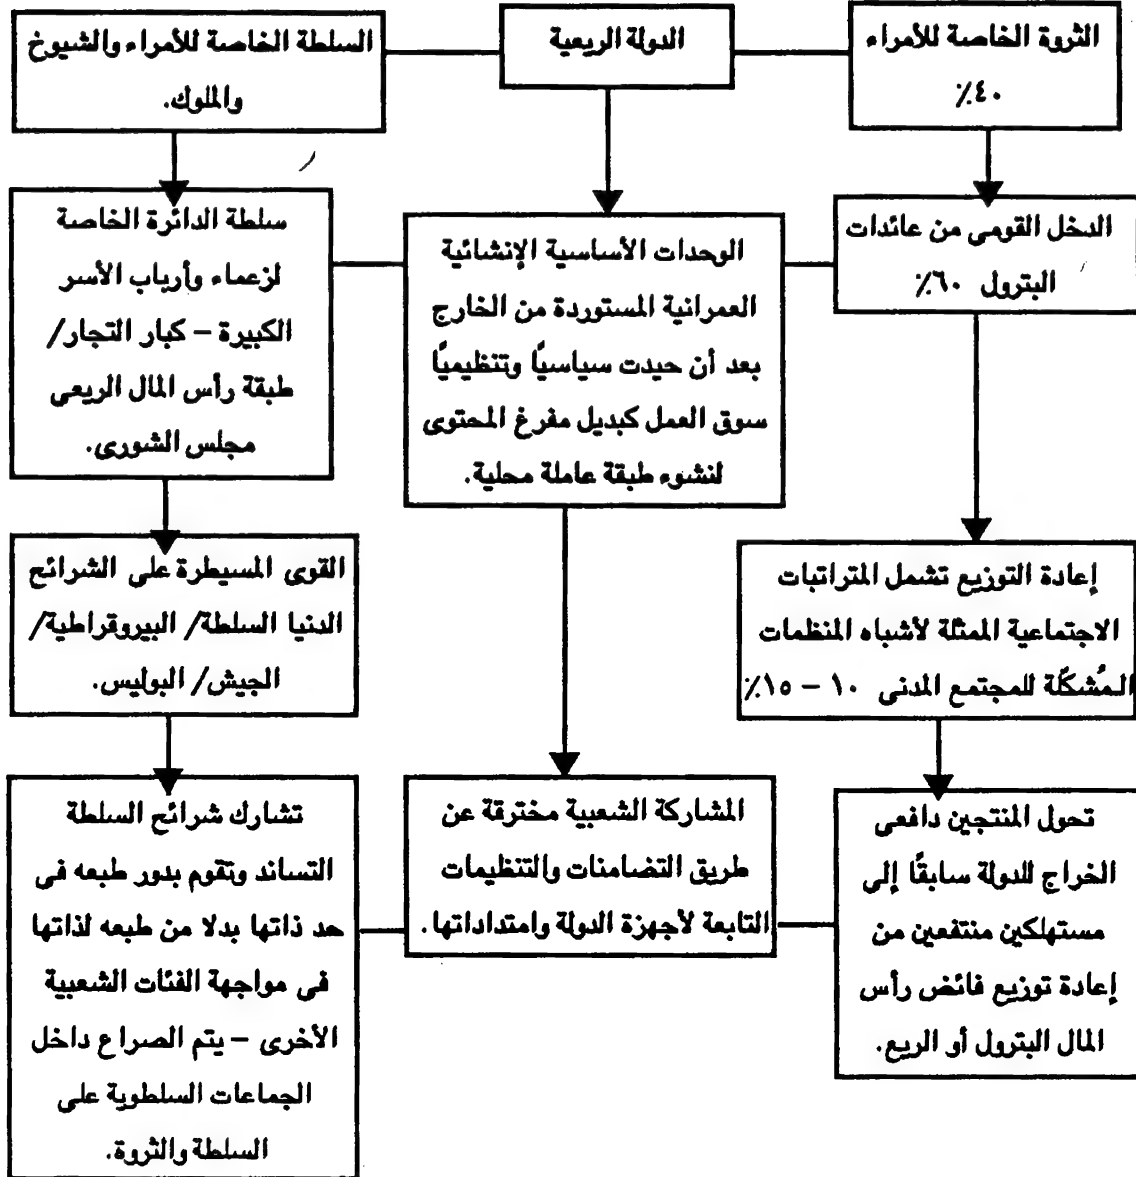 الثروة الخاصة للأمراء
٤٠٪
الدولة الريعية
السلطة الخاصة للأمراء والشيوخ
والملوك.
الدخل القومى من عائدات
البترول ٦٠٪
الوحدات الأساسية الإنشائية
العمرانية المستوردة من الخارج
بعد أن حيدت سياسيًا وتنظيميًا
سوق العمل كبديل مفرغ المحتوى
لنشوء طبقة عاملة محلية.
سلطة الدائرة الخاصة
لزعماء وأرباب الأسر
الكبيرة – كبار التجار/
طبقة رأس المال الريعى
مجلس الشورى.
إعادة التوزيع تشمل المتراتبات
الاجتماعية الممثلة لأشباه المنظمات
المُشكّلة للمجتمع المدنى ١٠ – ١٥٪
القوى المسيطرة على الشرائح
الدنيا السلطة/ البيروقراطية/
الجيش/ البوليس.
تحول المنتجين دافعى
الخراج للدولة سابقًا إلى
مستهلكين منتفعين من
إعادة توزيع فائض رأس
المال البترول أو الريع.
المشاركة الشعبية مخترقة عن
طريق التضامنات والتنظيمات
التابعة لأجهزة الدولة وامتداداتها.
تشارك شرائح السلطة
التساند وتقوم بدور طبعه فى
حد ذاتها بدلا من طبعه لذاتها
فى مواجهة الفئات الشعبية
الأخرى – يتم الصراع داخل
الجماعات السلطوية على
السلطة والثروة.